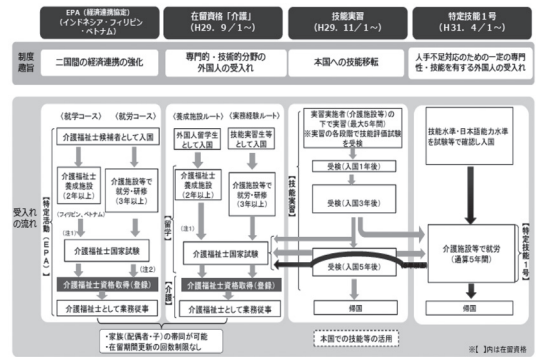 EPA(経済連携協定)
(インドネシア・フィリピン
・ベトナム)
在留資格「介護」
(H29.9/1~)
技能実習
(H29.11/1~)
特定技能1号
(H31.4/1~)
制度
趣旨
二国間の経済連携の強化
専門的・技術的分野の
外国人の受入れ
本国への技能移転
人手不足対応のための一定の専門
性・技能を有する外国人の受入れ
受入れ
の流れ
(就学コース)
(就労コース)
介護福祉士候補者として入国
介護福祉士
養成施設
(2年以上)
介護施設等で
就労・研修
(3年以上)
(フィリピン、ベトナム)
【特定活動(EPA)】
(注1)
介護福祉士国家試験
(注2)
介護福祉士資格取得(登録)
介護福祉士として業務従事
(養成施設ルート)
(実務経験ルート)
外国人留学生
として入国
技能実習生等
として入国
介護福祉士
養成施設
(2年以上)
介護施設等で
就労・研修
(3年以上)
【留学】
(注1)
介護福祉士国家試験
【介護】
介護福祉士資格取得(登録)
介護福祉士として業務従事
・家族(配偶者・子)の帯同が可能
・在留期間更新の回数制限なし
【技能実習】
実習実施者(介護施設等)の
下で実習(最大5年間)
※実習の各段階で技能評価試験
を受検
受検(入国1年後)
受検(入国3年後)
受検(入国5年後)
帰国
本国での技能等の活用
技能水準・日本語能力水準
を試験等で確認し入国
介護施設等で就労
(通算5年間)
【特定技能1号】
帰国
※【 】内は在留資格